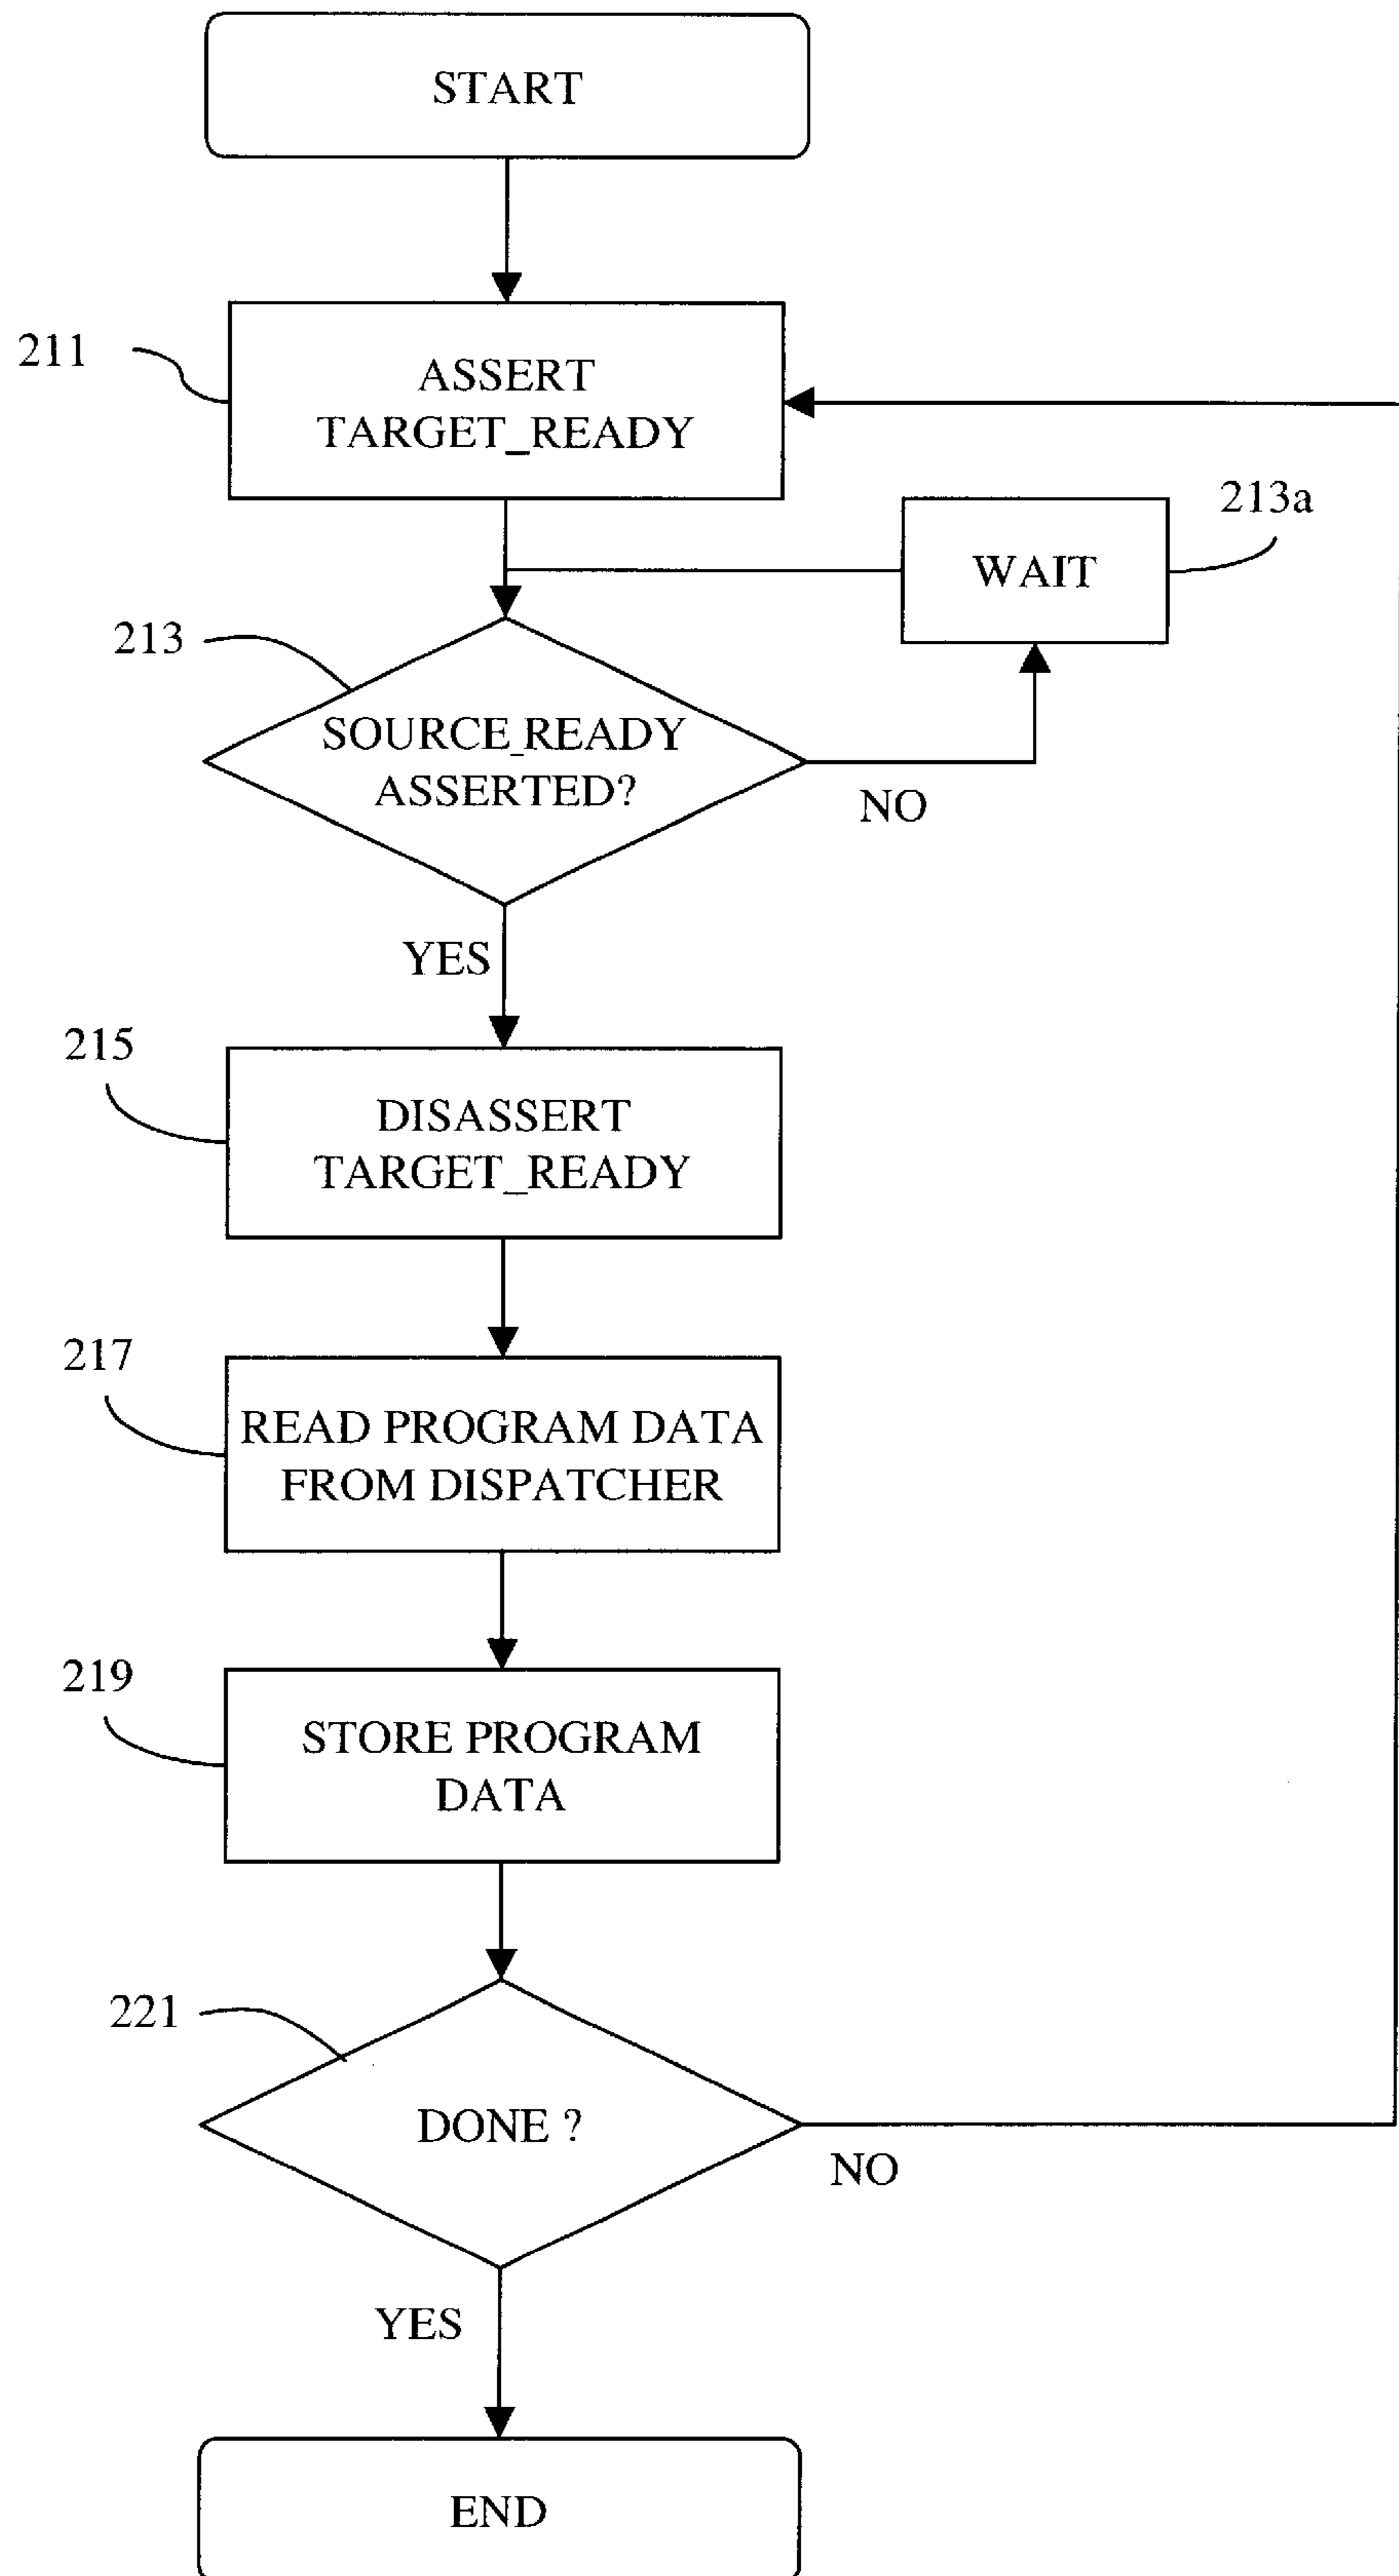 START
211
ASSERT
TARGET_READY
213a
WAIT
213
SOURCE_READY
ASSERTED?
NO
YES
215
DISASSERT
TARGET_READY
217
READ PROGRAM DATA
FROM DISPATCHER
219
STORE PROGRAM
DATA
221
DONE ?
NO
YES
END